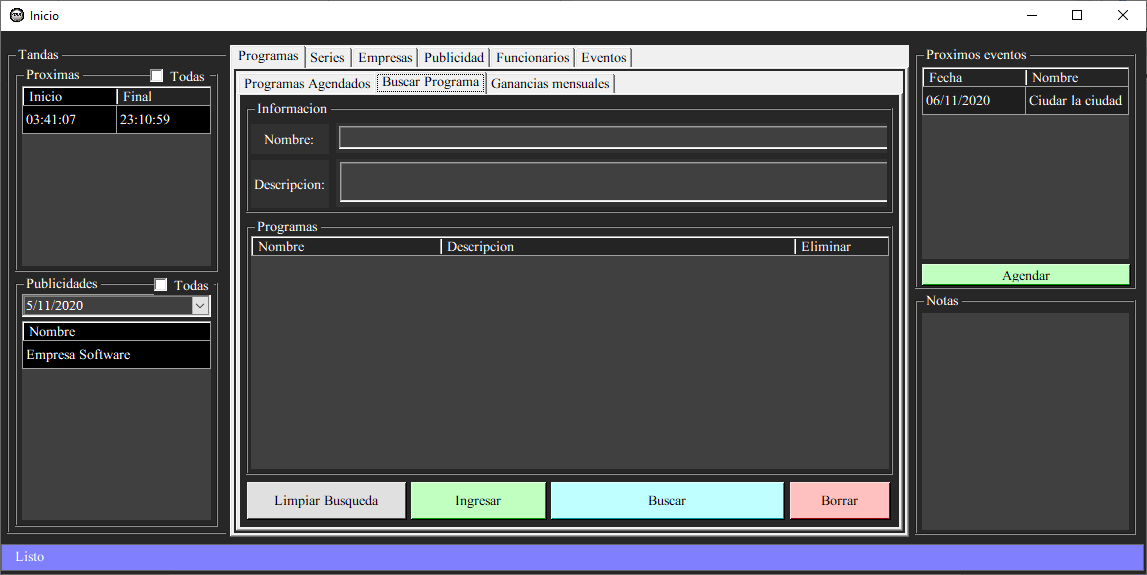 Inicio
Tandas
Proximas
Todas
Inicio Final
03:41:07 23:10:59
Publicidades
Todas
5/11/2020
Nombre
Empresa Software
Programas Series Empresas Publicidad Funcionarios Eventos
Programas Agendados Buscar Programa Ganancias mensuales
Informacion
Nombre:
Descripcion:
Programas
Nombre Descripcion Eliminar
Limpiar Busqueda Ingresar Buscar Borrar
Proximos eventos
Fecha Nombre
06/11/2020 Ciudar la ciudad
Agendar
Notas
Listo